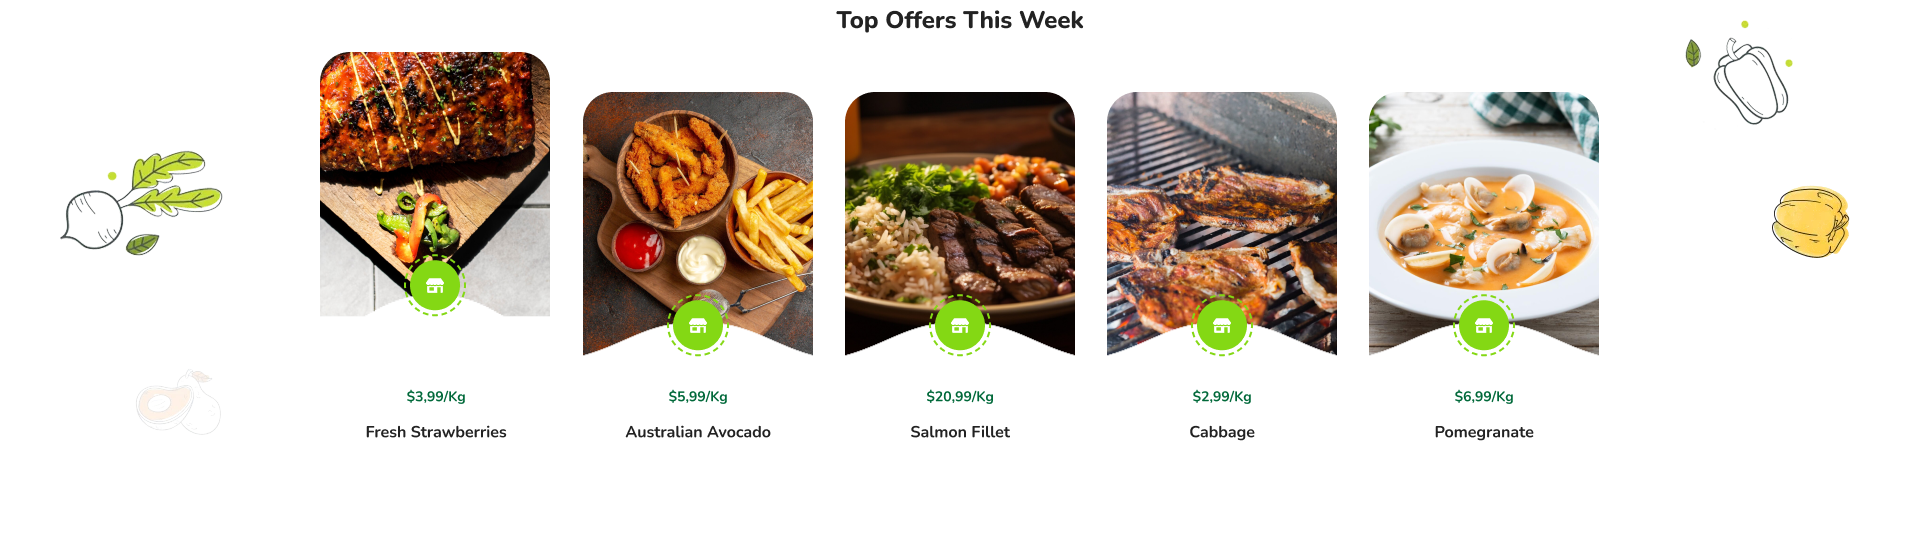 Top Offers This Week
$3,99/Kg
Fresh Strawberries
$5,99/Kg
Australian Avocado
$20,99/Kg
Salmon Fillet
$2,99/Kg
Cabbage
$6,99/Kg
Pomegranate